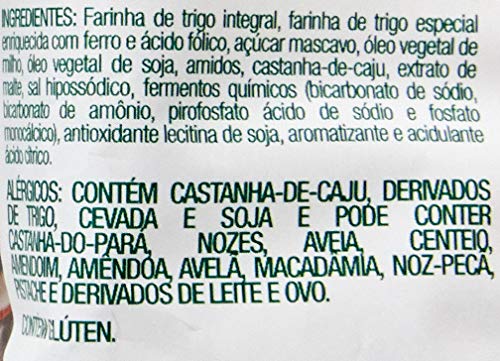 INGREDIENTES: Farinha de trigo integral, farinha de trigo especial
enriquecida com ferro e ácido fólico, açúcar mascavo, óleo vegetal de
milho, óleo vegetal de soja, amidos, castanha-de-caju, extrato de
malte, sal hipossódico, fermentos químicos (bicarbonato de sódio,
bicarbonato de amônio, pirofosfato ácido de sódio e fosfato
monocálcico), antioxidante lecitina de soja, aromatizante e acidulante
ácido cítrico.
ALÉRGICOS: CONTÉM CASTANHA-DE-CAJU, DERIVADOS
DE TRIGO, CEVADA E SOJA E PODE CONTER
CASTANHA-DO-PARÁ, NOZES, AVEIA, CENTEIO,
AMENDOIM, AMÊNDOA, AVELÃ, MACADÂMIA, NOZ-PECÃ,
PISTACHE E DERIVADOS DE LEITE E OVO.
CONTÉM GLÚTEN.